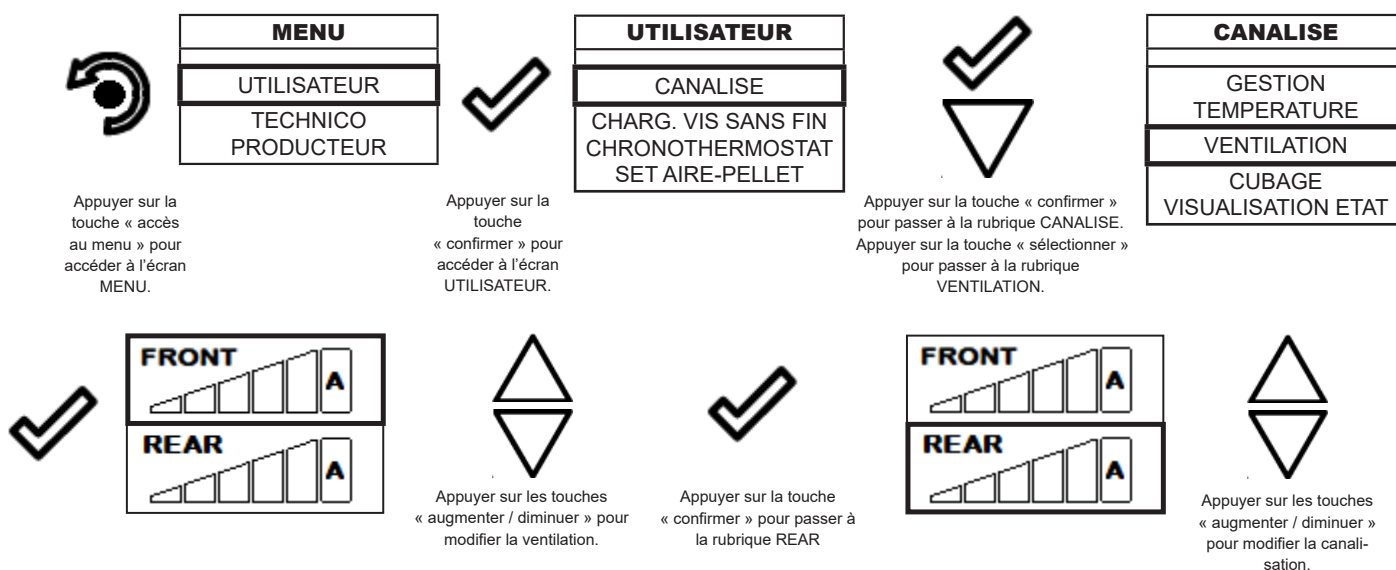 MENU
UTILISATEUR
TECHNICO
PRODUCTEUR
Appuyer sur la
touche « accès
au menu » pour
accéder à l’écran
MENU.
UTILISATEUR
CANALISE
CHARG. VIS SANS FIN
CHRONOTHERMOSTAT
SET AIRE-PELLET
Appuyer sur la
touche
« confirmer » pour
accéder à l’écran
UTILISATEUR.
CANALISE
GESTION
TEMPERATURE
VENTILATION
CUBAGE
VISUALISATION ETAT
Appuyer sur la touche « confirmer »
pour passer à la rubrique CANALISE.
Appuyer sur la touche « sélectionner »
pour passer à la rubrique
VENTILATION.
FRONT
A
REAR
A
Appuyer sur les touches
« augmenter / diminuer » pour
modifier la ventilation.
Appuyer sur la touche
« confirmer » pour passer à
la rubrique REAR
FRONT
A
REAR
A
Appuyer sur les touches
« augmenter / diminuer »
pour modifier la canali-
sation.